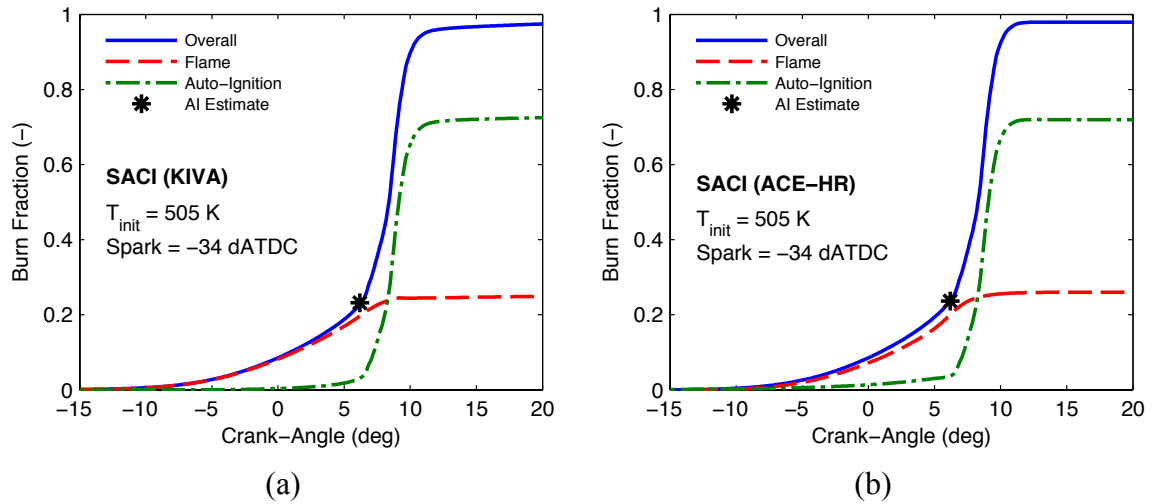 1
0.8
0.6
0.4
0.2
0
Burn Fraction (−)
Overall
Flame
Auto−Ignition
AI Estimate
SACI (KIVA)
T_init = 505 K
Spark = −34 dATDC
−15 −10 −5 0 5 10 15 20
Crank−Angle (deg)
(a)
1
0.8
0.6
0.4
0.2
0
Burn Fraction (−)
Overall
Flame
Auto−Ignition
AI Estimate
SACI (ACE−HR)
T_init = 505 K
Spark = −34 dATDC
−15 −10 −5 0 5 10 15 20
Crank−Angle (deg)
(b)